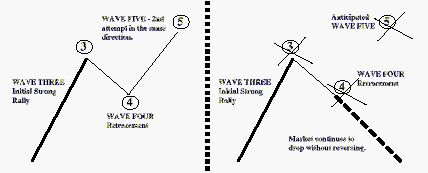 WAVE FIVE - 2nd
attempt in the same
direction.
5
3
WAVE THREE
Initial Strong
Rally
4
WAVE FOUR
Retracement
Anticipated
WAVE FIVE
5
3
WAVE THREE
Initial Strong
Rally
4
WAVE FOUR
Retracement
Market continues to
drop without reversing.